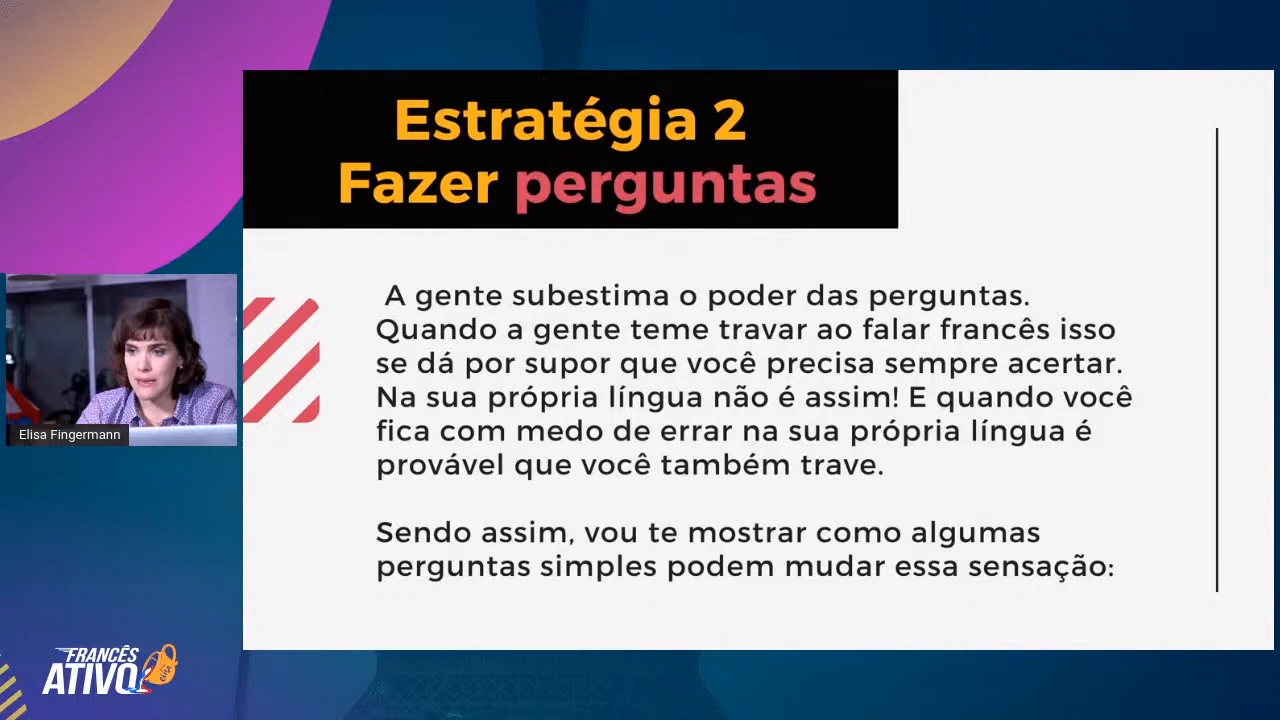 Estratégia 2
Fazer perguntas
A gente subestima o poder das perguntas.
Quando a gente teme travar ao falar francês isso
se dá por supor que você precisa sempre acertar.
Na sua própria língua não é assim! E quando você
fica com medo de errar na sua própria língua é
provável que você também trave.
Sendo assim, vou te mostrar como algumas
perguntas simples podem mudar essa sensação:
Elisa Fingermann
FRANCÊS
ATIVO